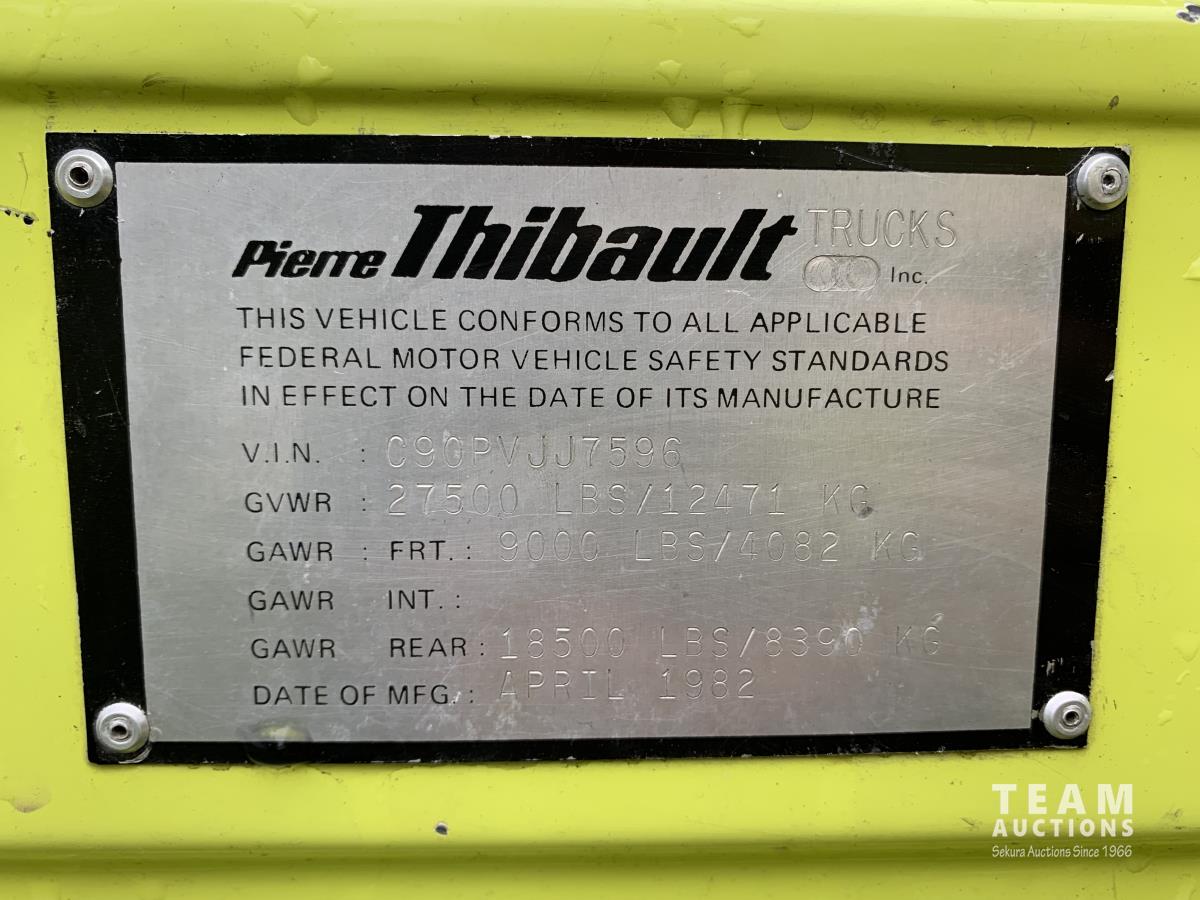 Pierre Thibault TRUCKS Inc.
THIS VEHICLE CONFORMS TO ALL APPLICABLE
FEDERAL MOTOR VEHICLE SAFETY STANDARDS
IN EFFECT ON THE DATE OF ITS MANUFACTURE
V.I.N. : C90PVJJ7596
GVWR : 27500 LBS/12471 KG
GAWR : FRT.: 9000 LBS/4082 KG
GAWR INT.:
GAWR REAR: 18500 LBS/8390 KG
DATE OF MFG.: APRIL 1982
TEAM
AUCTIONS
Sekura Auctions Since 1966